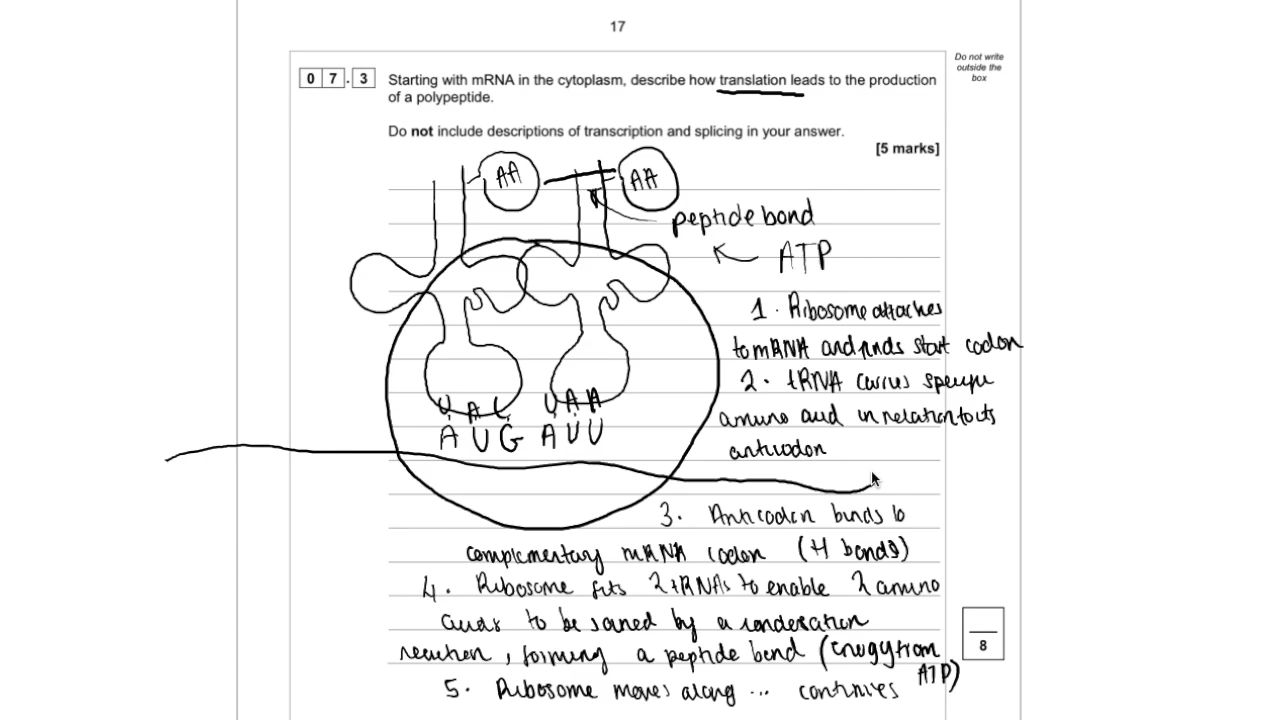 17
Do not write
outside the
box
0 7 . 3 Starting with mRNA in the cytoplasm, describe how translation leads to the production
of a polypeptide.
Do not include descriptions of transcription and splicing in your answer.
[5 marks]
AA AA
peptide bond
ATP
1. Ribosome attaches
to mRNA and finds start codon
2. tRNA carries specific
amino acid in relation to its
anticodon
U A C U A A
A U G A U U
3. Anticodon binds to
complementary mRNA codon (H bonds)
4. Ribosome fits 2 tRNAs to enable 2 amino
acids to be joined by a condensation
reaction, forming a peptide bond (energy from
ATP)
5. Ribosome moves along ... continues
8